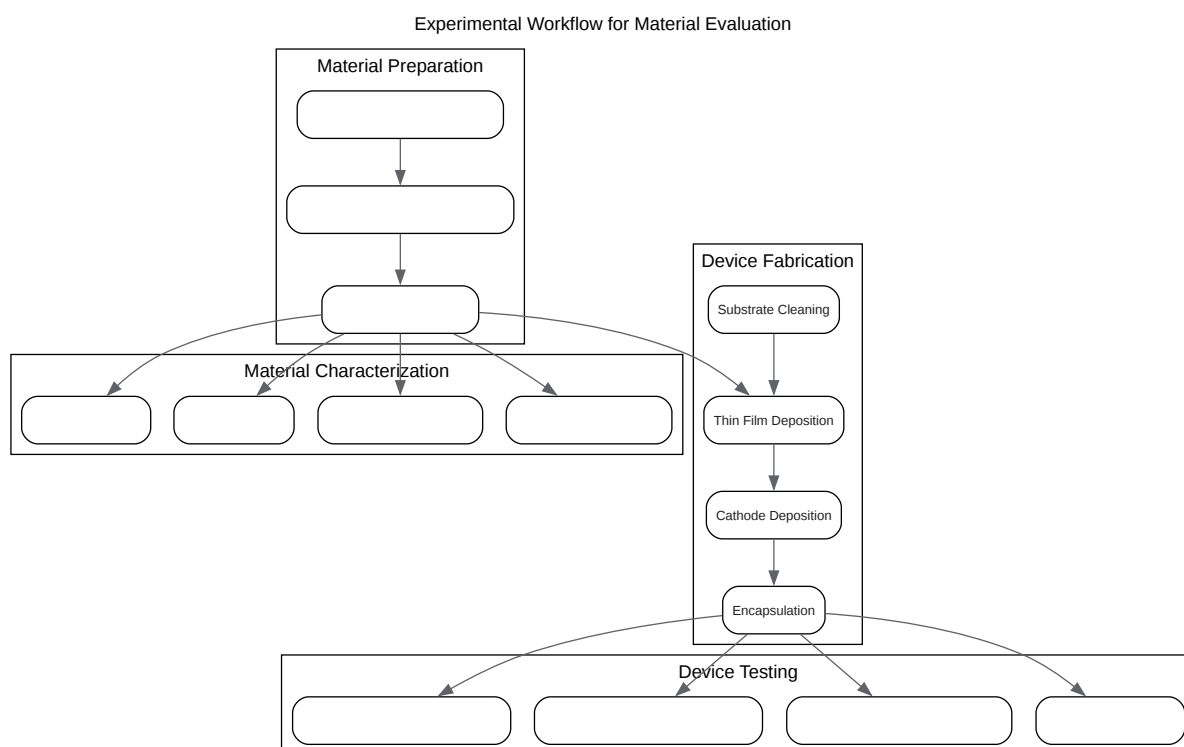 Experimental Workflow for Material Evaluation
Material Preparation
Device Fabrication
Substrate Cleaning
Material Characterization
Thin Film Deposition
Cathode Deposition
Encapsulation
Device Testing